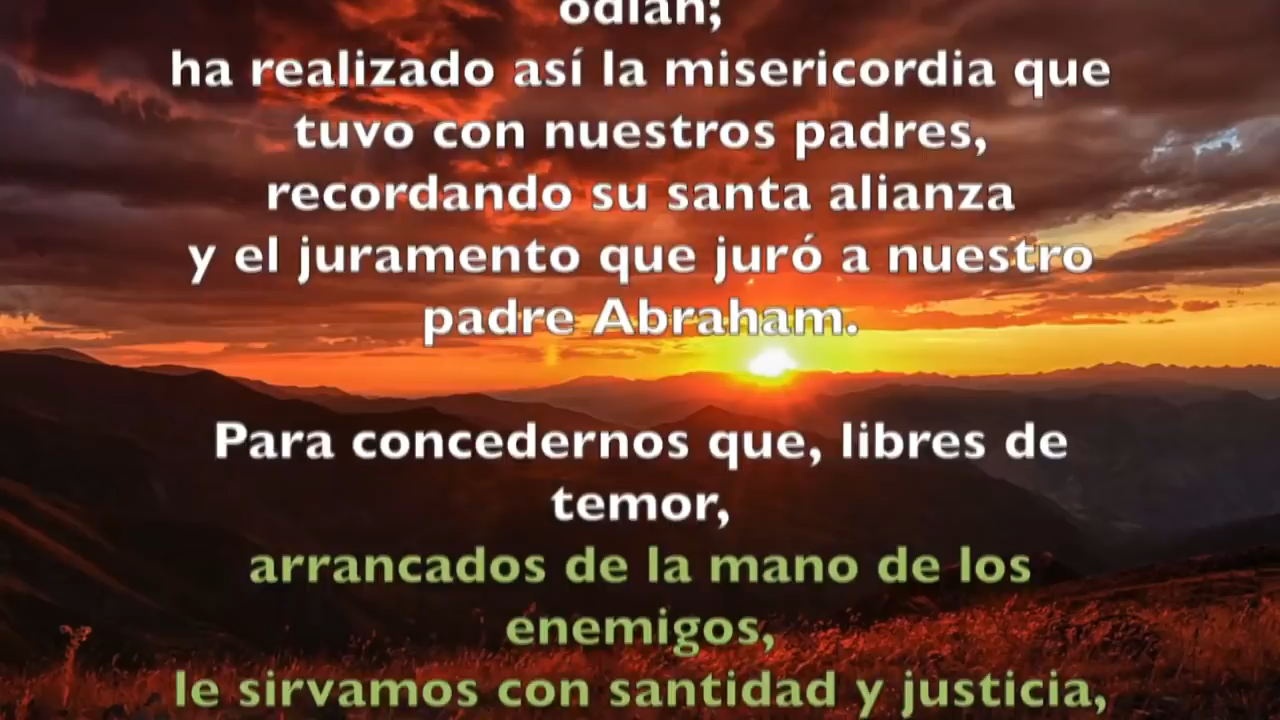 odian;
ha realizado así la misericordia que
tuvo con nuestros padres,
recordando su santa alianza
y el juramento que juró a nuestro
padre Abraham.
Para concedernos que, libres de
temor,
arrancados de la mano de los
enemigos,
le sirvamos con santidad y justicia,